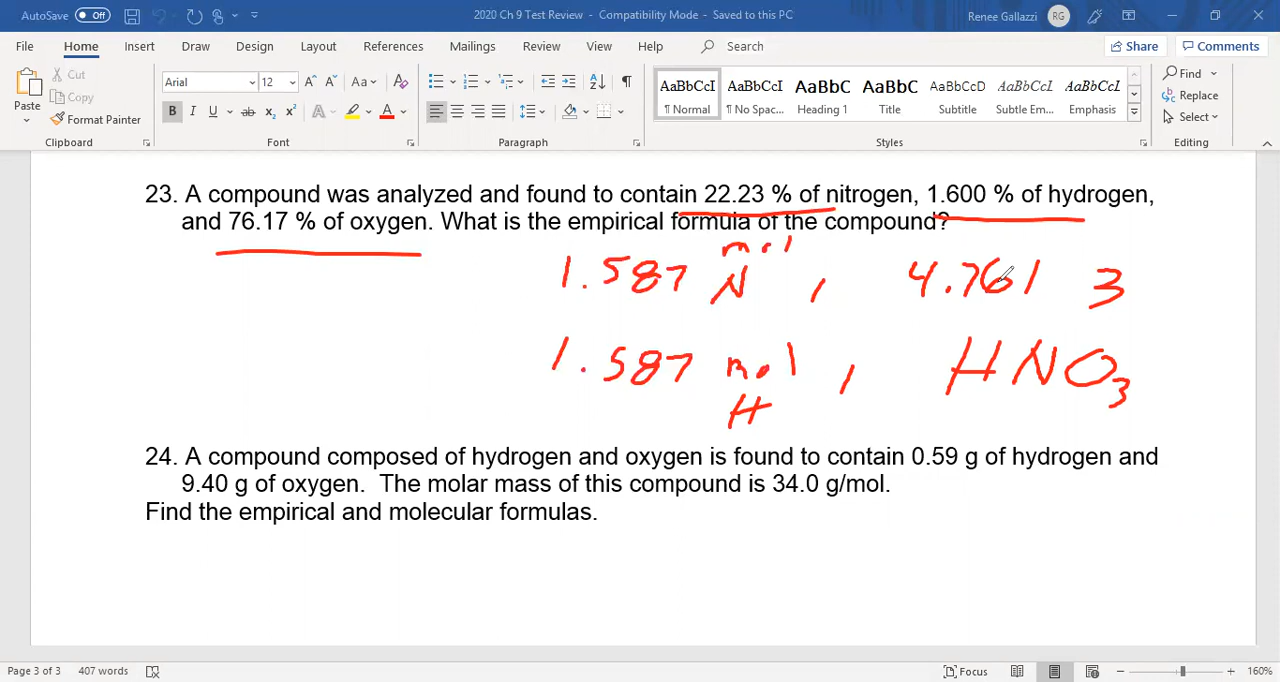 AutoSave Off 2020 Ch 9 Test Review - Compatibility Mode - Saved to this PC Renee Gallazzi RG
File Home Insert Draw Design Layout References Mailings Review View Help Search Share Comments
Paste Cut Copy Format Painter
Arial 12 A A Aa A
B I U ab x₂ x² A A
AaBbCcI AaBbCcI AaBbC AaBbC AaBbCcD AaBbCcI AaBbCcI
¶ Normal ¶ No Spac... Heading 1 Title Subtitle Subtle Em... Emphasis
Find Replace Select
Clipboard Font Paragraph Styles Editing
23. A compound was analyzed and found to contain 22.23 % of nitrogen, 1.600 % of hydrogen,
and 76.17 % of oxygen. What is the empirical formula of the compound?
1.587 mol N , 4.761 3
1.587 mol H , HNO₃
24. A compound composed of hydrogen and oxygen is found to contain 0.59 g of hydrogen and
9.40 g of oxygen. The molar mass of this compound is 34.0 g/mol.
Find the empirical and molecular formulas.
Page 3 of 3 407 words Focus 160%